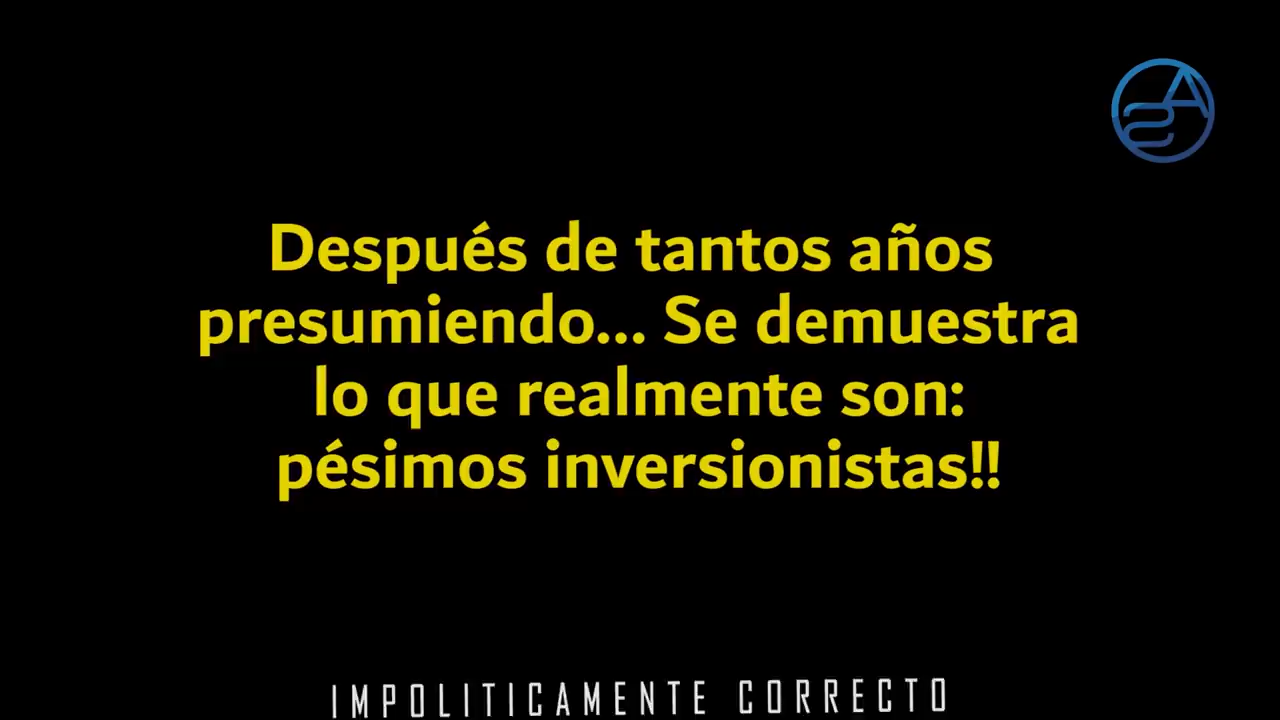 Después de tantos años
presumiendo... Se demuestra
lo que realmente son:
pésimos inversionistas!!
IMPOLITICAMENTE CORRECTO